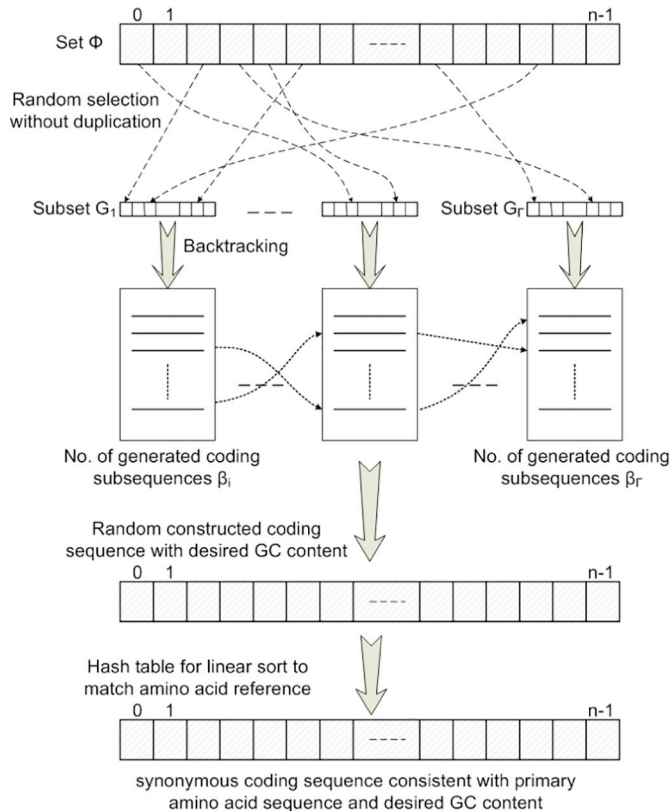 0 1 n-1
Set Φ
Random selection
without duplication
Subset G1 Subset GΓ
Backtracking
No. of generated coding
subsequences βi
No. of generated coding
subsequences βΓ
Random constructed coding
sequence with desired GC content
0 1 n-1
Hash table for linear sort to
match amino acid reference
0 1 n-1
synonymous coding sequence consistent with primary
amino acid sequence and desired GC content